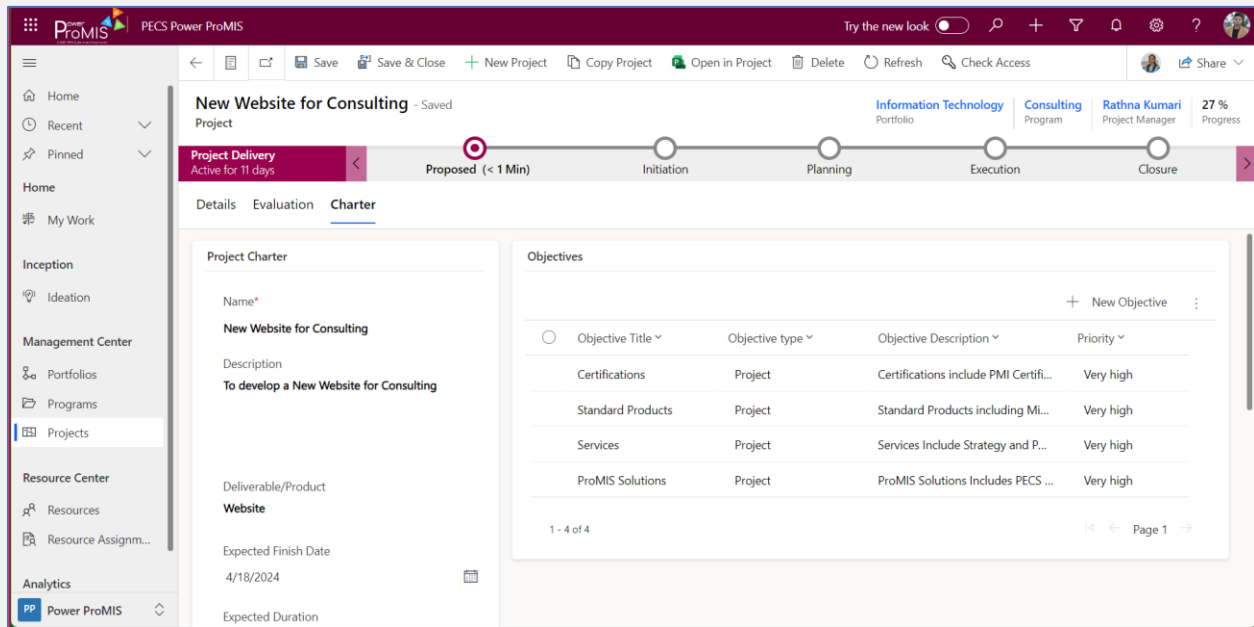 Power ProMIS
PECS Power ProMIS
Try the new look
Save
Save & Close
New Project
Copy Project
Open in Project
Delete
Refresh
Check Access
Share
Home
Recent
Pinned
Home
My Work
Inception
Ideation
Management Center
Portfolios
Programs
Projects
Resource Center
Resources
Resource Assignm...
Analytics
PP Power ProMIS
New Website for Consulting - Saved
Project
Information Technology
Portfolio
Consulting
Program
Rathna Kumari
Project Manager
27 %
Progress
Project Delivery
Active for 11 days
Proposed (< 1 Min)
Initiation
Planning
Execution
Closure
Details Evaluation Charter
Project Charter
Name*
New Website for Consulting
Description
To develop a New Website for Consulting
Deliverable/Product
Website
Expected Finish Date
4/18/2024
Expected Duration
Objectives
New Objective
Objective Title Objective type Objective Description Priority
Certifications Project Certifications include PMI Certifi... Very high
Standard Products Project Standard Products including Mi... Very high
Services Project Services Include Strategy and P... Very high
ProMIS Solutions Project ProMIS Solutions Includes PECS ... Very high
1 - 4 of 4
Page 1